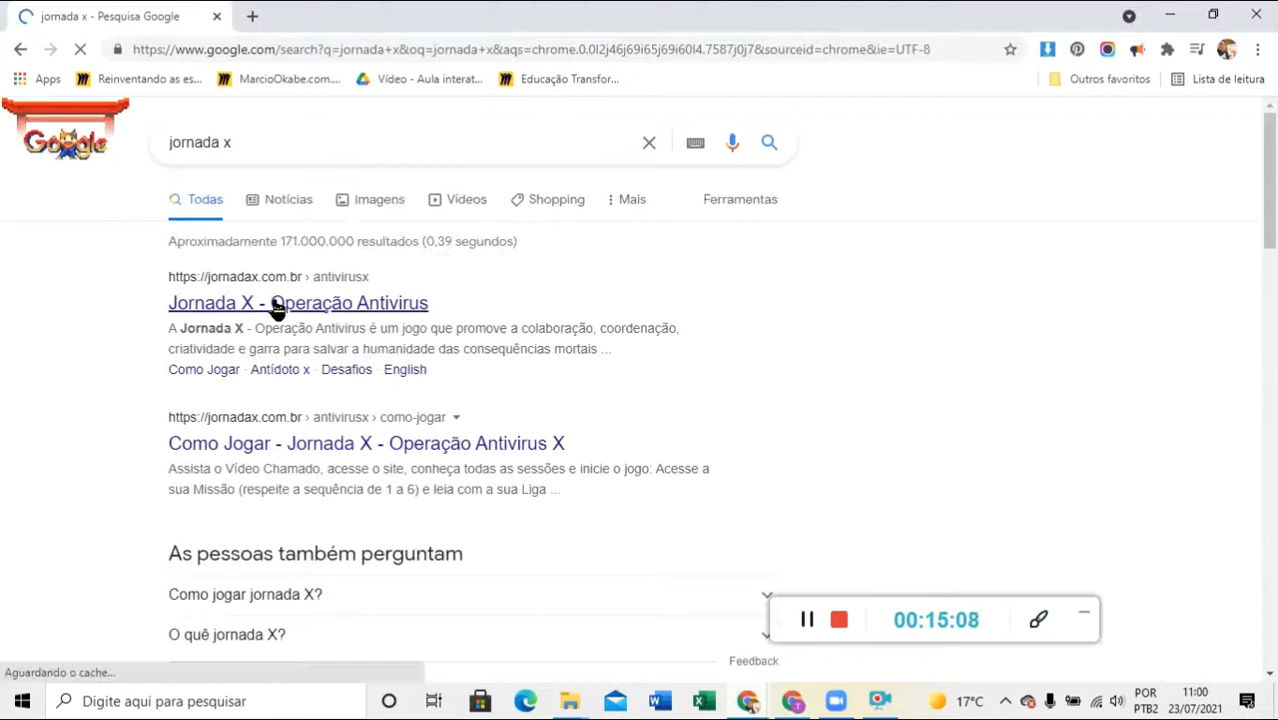 jornada x - Pesquisa Google
https://www.google.com/search?q=jornada+x&oq=jornada+x&aqs=chrome.0.0l2j46j69i65j69i60l4.7587j0j7&sourceid=chrome&ie=UTF-8
Apps Reinventando as es... MarcioOkabe.com.... Vídeo - Aula interat... Educação Transfor... Outros favoritos Lista de leitura
Google
jornada x
Todas Notícias Imagens Vídeos Shopping Mais Ferramentas
Aproximadamente 171.000.000 resultados (0,39 segundos)
https://jornadax.com.br › antivirusx
Jornada X - Operação Antivirus
A Jornada X - Operação Antivirus é um jogo que promove a colaboração, coordenação,
criatividade e garra para salvar a humanidade das consequências mortais ...
Como Jogar · Antídoto x · Desafios · English
https://jornadax.com.br › antivirusx › como-jogar
Como Jogar - Jornada X - Operação Antivirus X
Assista o Vídeo Chamado, acesse o site, conheça todas as sessões e inicie o jogo: Acesse a
sua Missão (respeite a sequência de 1 a 6) e leia com a sua Liga ...
As pessoas também perguntam
Como jogar jornada X?
O quê jornada X?
00:15:08
Feedback
Aguardando o cache...
Digite aqui para pesquisar
17°C
POR
PTB2
11:00
23/07/2021